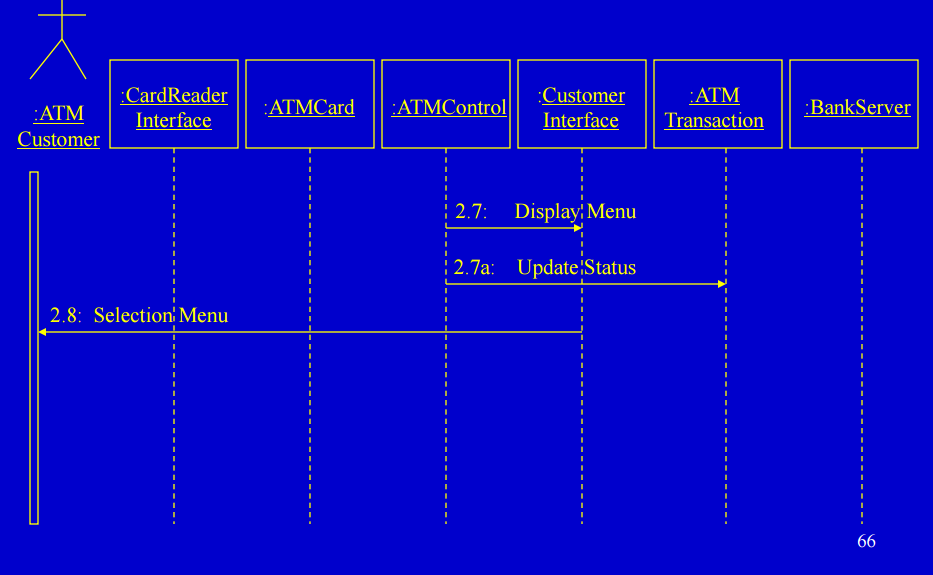 :ATM
Customer
:CardReader
Interface
:ATMCard
:ATMControl
:Customer
Interface
:ATM
Transaction
:BankServer
2.7: Display Menu
2.7a: Update Status
2.8: Selection Menu
66